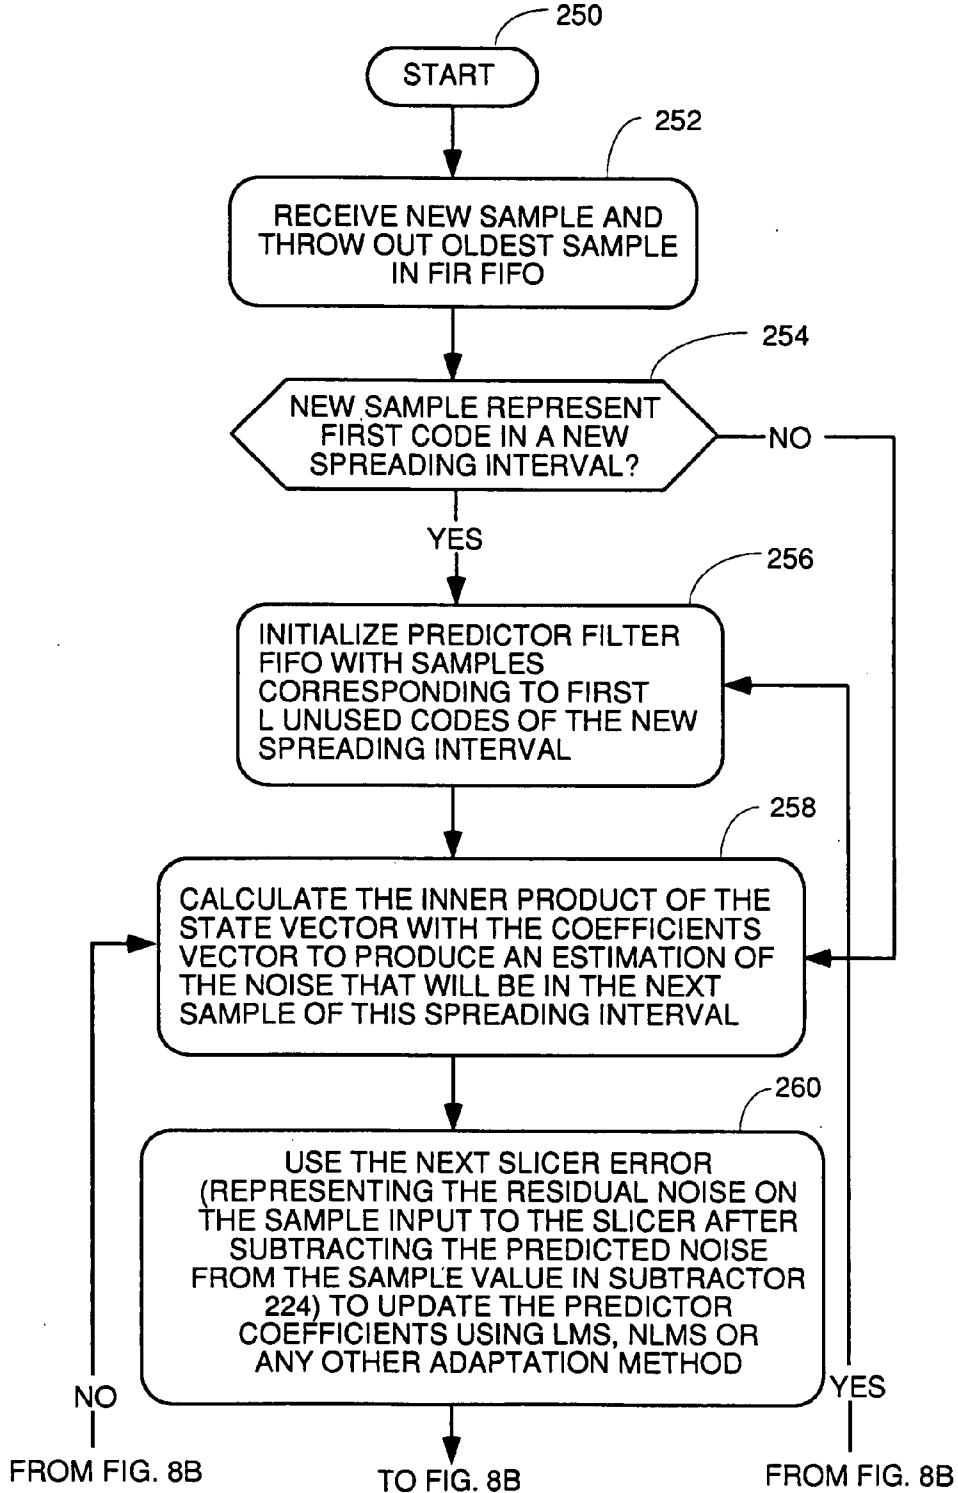 250
START
252
RECEIVE NEW SAMPLE AND
THROW OUT OLDEST SAMPLE
IN FIR FIFO
254
NEW SAMPLE REPRESENT
FIRST CODE IN A NEW
SPREADING INTERVAL?
NO
YES
256
INITIALIZE PREDICTOR FILTER
FIFO WITH SAMPLES
CORRESPONDING TO FIRST
L UNUSED CODES OF THE NEW
SPREADING INTERVAL
258
CALCULATE THE INNER PRODUCT OF THE
STATE VECTOR WITH THE COEFFICIENTS
VECTOR TO PRODUCE AN ESTIMATION OF
THE NOISE THAT WILL BE IN THE NEXT
SAMPLE OF THIS SPREADING INTERVAL
260
USE THE NEXT SLICER ERROR
(REPRESENTING THE RESIDUAL NOISE ON
THE SAMPLE INPUT TO THE SLICER AFTER
SUBTRACTING THE PREDICTED NOISE
FROM THE SAMPLE VALUE IN SUBTRACTOR
224) TO UPDATE THE PREDICTOR
COEFFICIENTS USING LMS, NLMS OR
ANY OTHER ADAPTATION METHOD
NO
YES
FROM FIG. 8B
TO FIG. 8B
FROM FIG. 8B